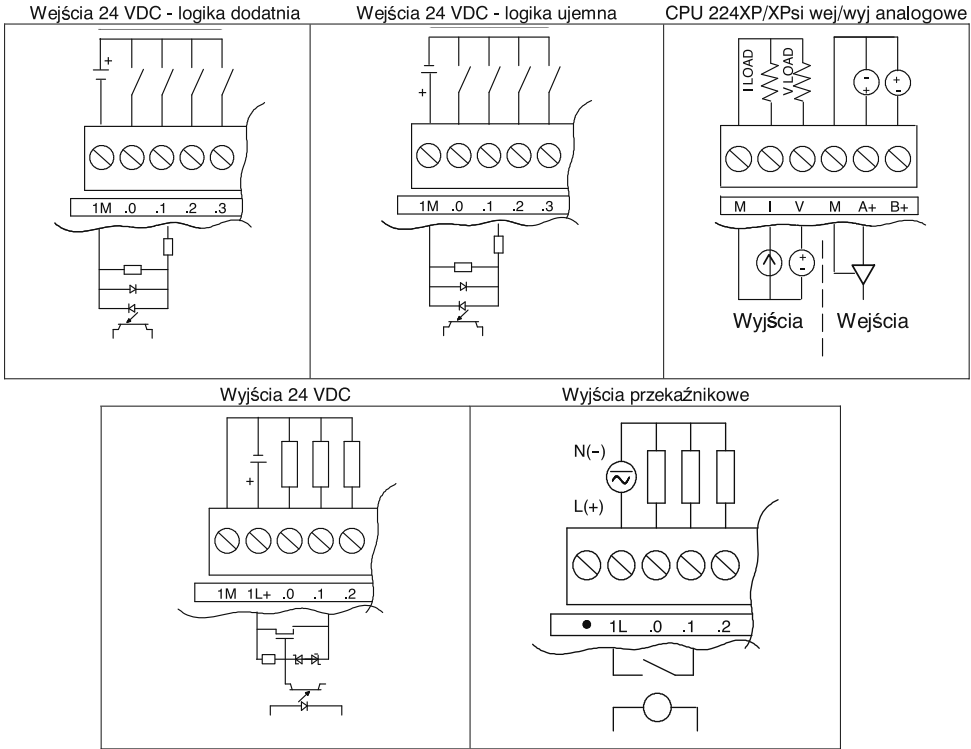 Wejścia 24 VDC - logika dodatnia
Wejścia 24 VDC - logika ujemna
CPU 224XP/XPsi wej/wyj analogowe
+
1M .0 .1 .2 .3
+
1M .0 .1 .2 .3
I LOAD
V LOAD
- +
+ -
M I V M A+ B+
+ -
Wyjścia
Wejścia
Wyjścia 24 VDC
Wyjścia przekaźnikowe
+
1M 1L+ .0 .1 .2
N(-)
L(+)
1L .0 .1 .2